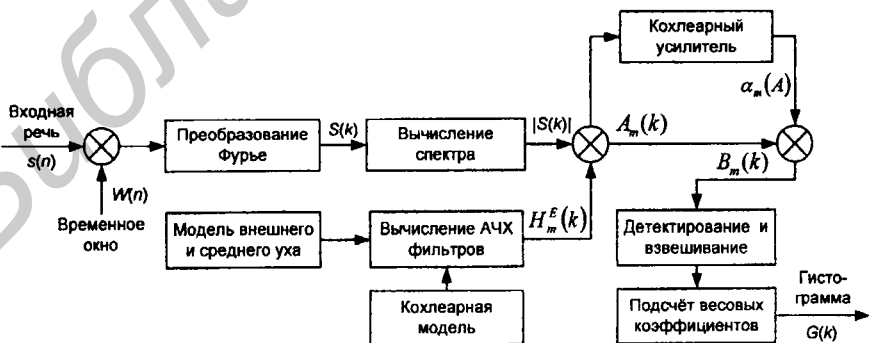 Библи
Кохлеарный
усилитель
α_m(A)
Входная
речь
s(n)
Преобразование
Фурье
S(k)
Вычисление
спектра
|S(k)|
A_m(k)
B_m(k)
W(n)
Временное
окно
Модель внешнего
и среднего уха
Вычисление АЧХ
фильтров
H_m^E(k)
Детектирование и
взвешивание
Кохлеарная
модель
Подсчёт весовых
коэффициентов
Гисто-
грамма
G(k)